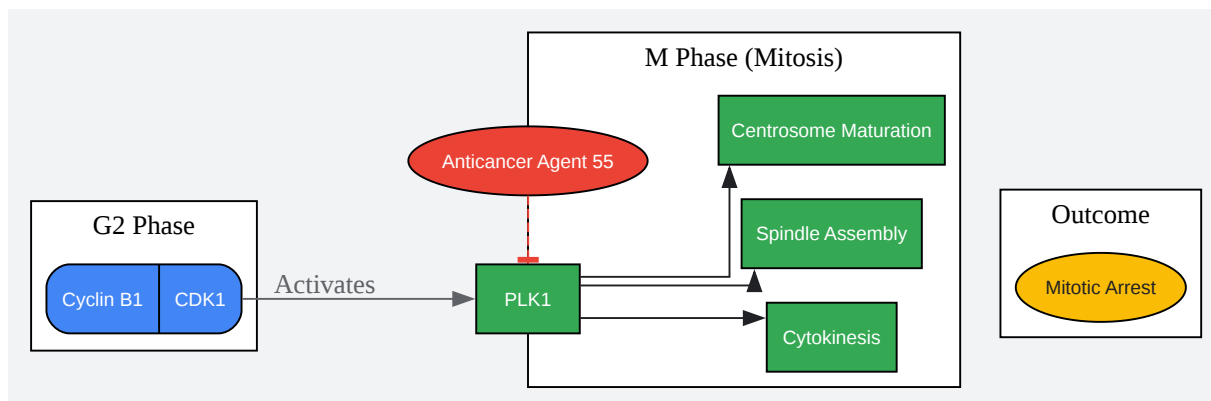 M Phase (Mitosis)
Centrosome Maturation
Anticancer Agent 55
G2 Phase
Cyclin B1
CDK1
Activates
PLK1
Spindle Assembly
Cytokinesis
Outcome
Mitotic Arrest